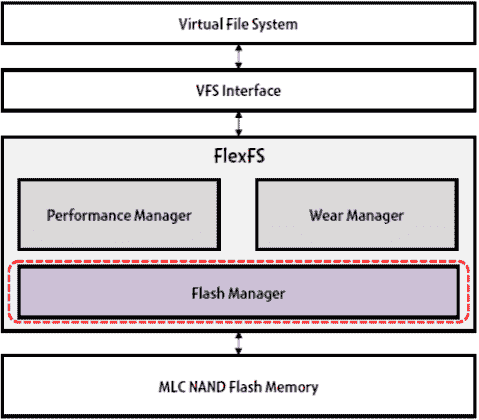 Virtual File System
VFS Interface
FlexFS
Performance Manager
Wear Manager
Flash Manager
MLC NAND Flash Memory